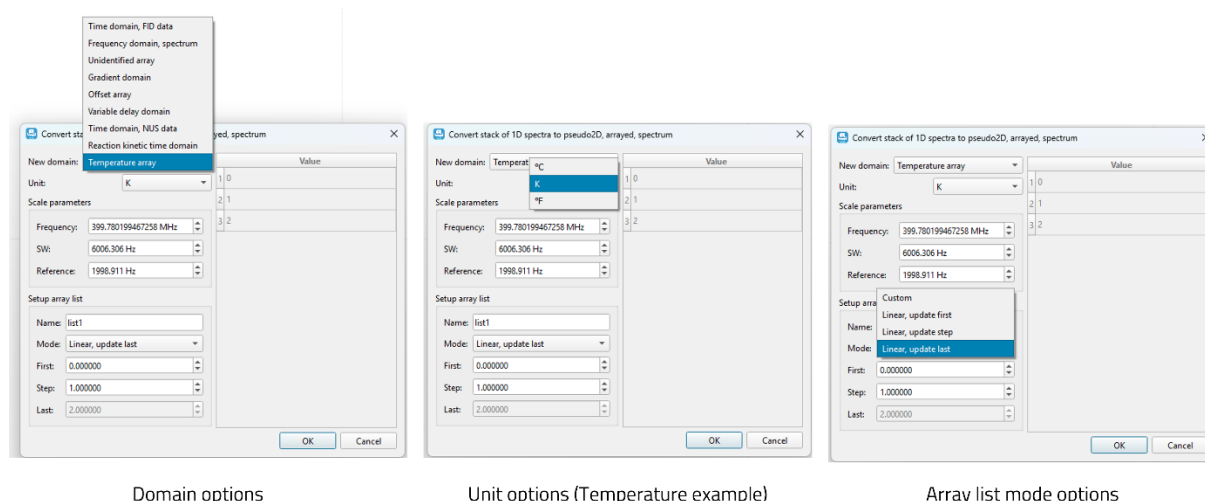 Time domain, FID data
Frequency domain, spectrum
Unidentified array
Gradient domain
Offset array
Variable delay domain
Time domain, NUS data
Reaction kinetic time domain
Temperature array
Convert sta
yed, spectrum
New domain:
Value
Unit:
K
1 0
Scale parameters
2 1
3 2
Frequency:
399.780199467258 MHz
SW:
6006.306 Hz
Reference:
1998.911 Hz
Setup array list
Name:
list1
Mode:
Linear, update last
First:
0.000000
Step:
1.000000
Last:
2.000000
OK
Cancel
Domain options
Convert stack of 1D spectra to pseudo2D, arrayed, spectrum
New domain:
Temperat
Value
°C
K
°F
Unit:
1 0
Scale parameters
2 1
3 2
Frequency:
399.780199467258 MHz
SW:
6006.306 Hz
Reference:
1998.911 Hz
Setup array list
Name:
list1
Mode:
Linear, update last
First:
0.000000
Step:
1.000000
Last:
2.000000
OK
Cancel
Unit options (Temperature example)
Convert stack of 1D spectra to pseudo2D, arrayed, spectrum
New domain:
Temperature array
Value
Unit:
K
1 0
Scale parameters
2 1
3 2
Frequency:
399.780199467258 MHz
SW:
6006.306 Hz
Reference:
1998.911 Hz
Setup arra
Custom
Linear, update first
Linear, update step
Linear, update last
Name:
Mode:
First:
0.000000
Step:
1.000000
Last:
2.000000
OK
Cancel
Array list mode options